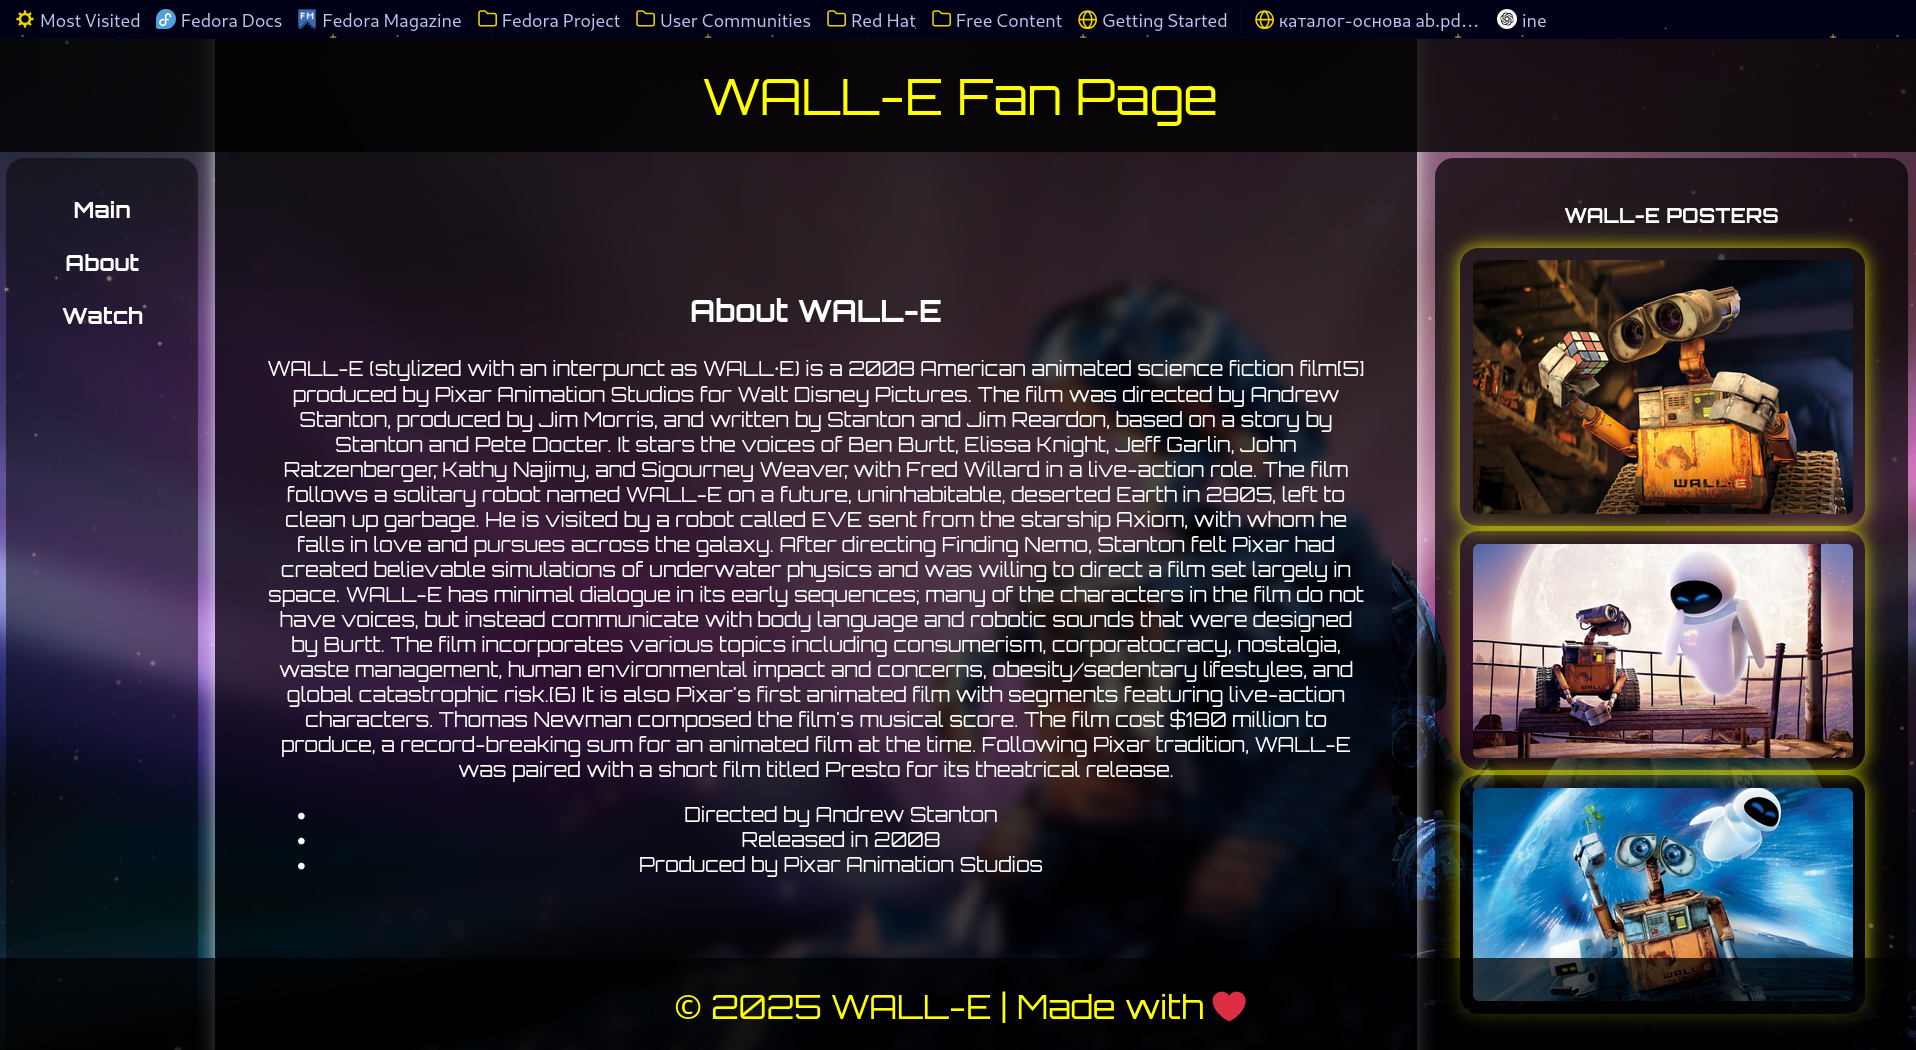 Most Visited Fedora Docs Fedora Magazine Fedora Project User Communities Red Hat Free Content Getting Started каталог-основа ab.pd… ine
WALL-E Fan Page
Main
About
Watch
About WALL-E
WALL-E (stylized with an interpunct as WALL·E) is a 2008 American animated science fiction film[5]
produced by Pixar Animation Studios for Walt Disney Pictures. The film was directed by Andrew
Stanton, produced by Jim Morris, and written by Stanton and Jim Reardon, based on a story by
Stanton and Pete Docter. It stars the voices of Ben Burtt, Elissa Knight, Jeff Garlin, John
Ratzenberger, Kathy Najimy, and Sigourney Weaver, with Fred Willard in a live-action role. The film
follows a solitary robot named WALL-E on a future, uninhabitable, deserted Earth in 2805, left to
clean up garbage. He is visited by a robot called EVE sent from the starship Axiom, with whom he
falls in love and pursues across the galaxy. After directing Finding Nemo, Stanton felt Pixar had
created believable simulations of underwater physics and was willing to direct a film set largely in
space. WALL-E has minimal dialogue in its early sequences; many of the characters in the film do not
have voices, but instead communicate with body language and robotic sounds that were designed
by Burtt. The film incorporates various topics including consumerism, corporatocracy, nostalgia,
waste management, human environmental impact and concerns, obesity/sedentary lifestyles, and
global catastrophic risk.[6] It is also Pixar's first animated film with segments featuring live-action
characters. Thomas Newman composed the film's musical score. The film cost $180 million to
produce, a record-breaking sum for an animated film at the time. Following Pixar tradition, WALL-E
was paired with a short film titled Presto for its theatrical release.
• Directed by Andrew Stanton
• Released in 2008
• Produced by Pixar Animation Studios
WALL-E POSTERS
WALL·E
WALL·E
WALL·E
© 2025 WALL-E | Made with ❤